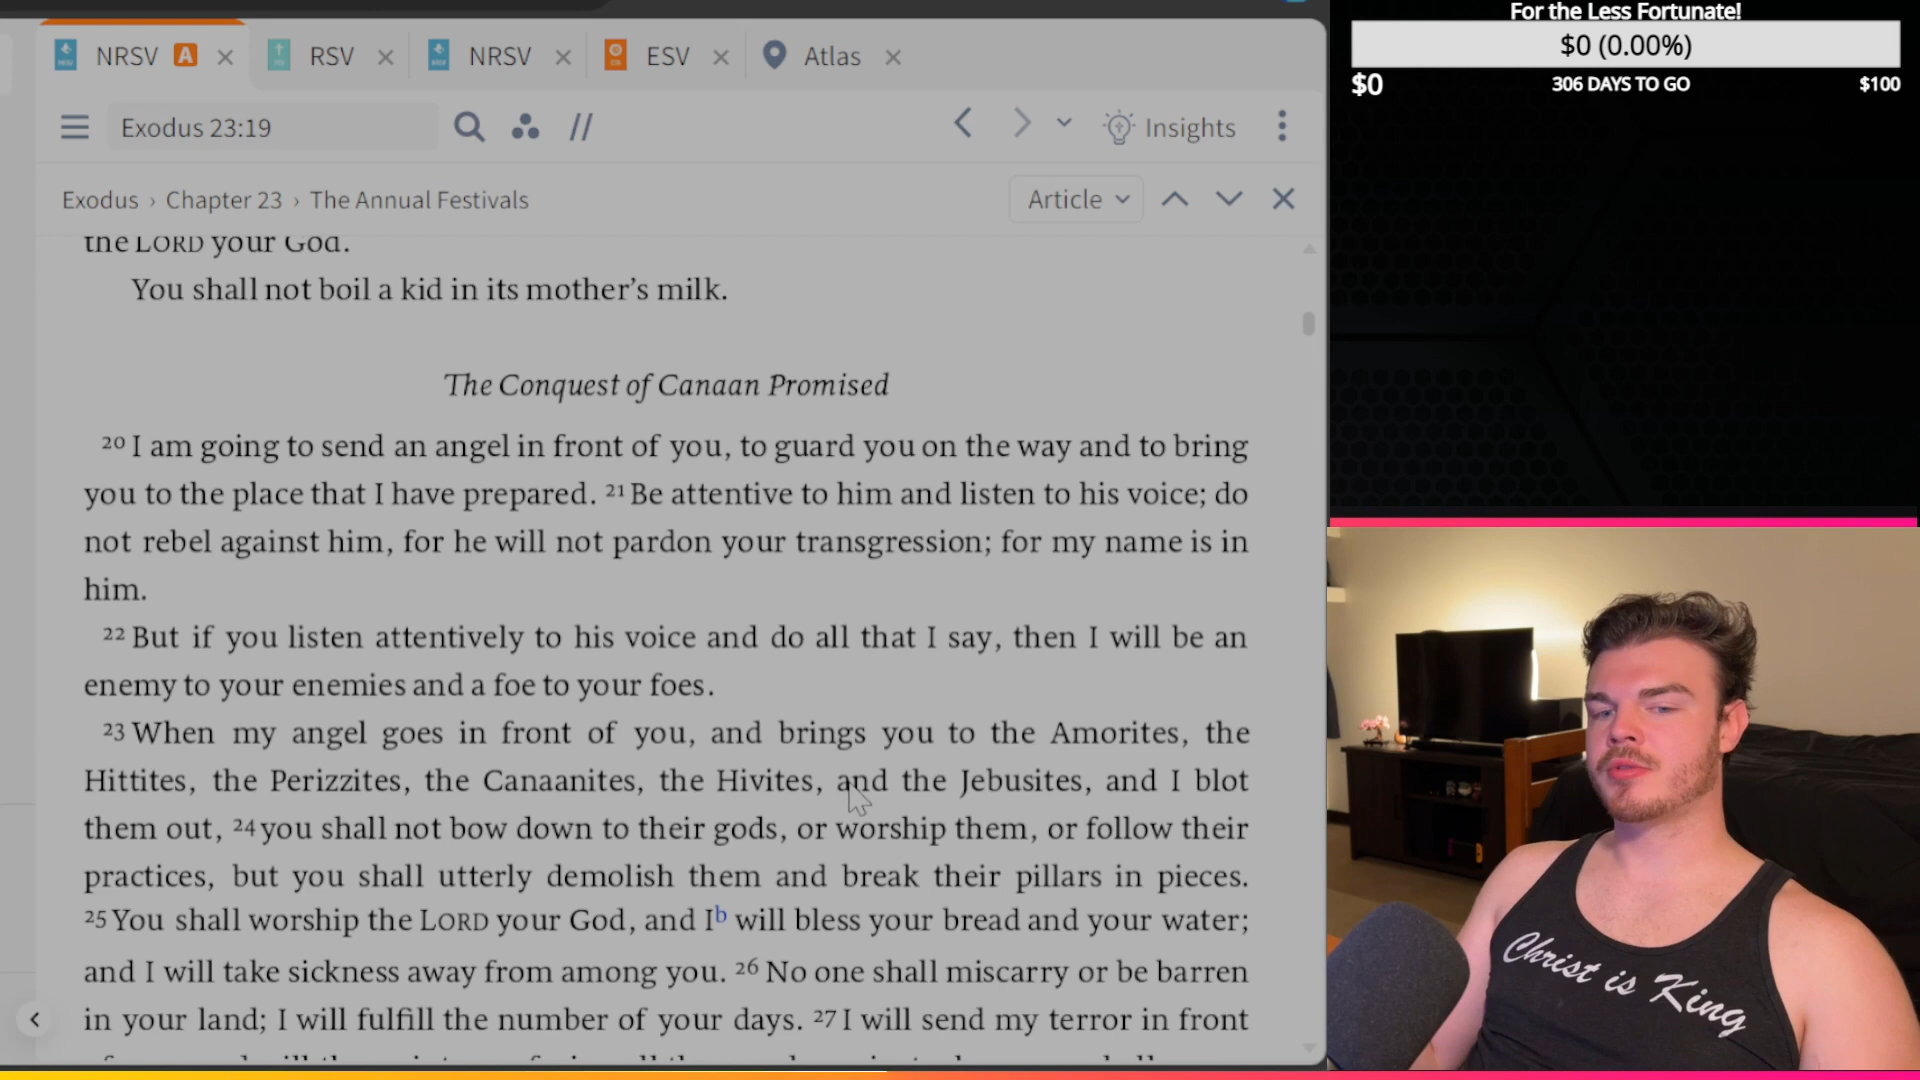 NRSV A
RSV
NRSV
ESV
Atlas
Exodus 23:19
Insights
Exodus › Chapter 23 › The Annual Festivals
Article
the LORD your God.
You shall not boil a kid in its mother’s milk.
The Conquest of Canaan Promised
20 I am going to send an angel in front of you, to guard you on the way and to bring
you to the place that I have prepared. 21 Be attentive to him and listen to his voice; do
not rebel against him, for he will not pardon your transgression; for my name is in
him.
22 But if you listen attentively to his voice and do all that I say, then I will be an
enemy to your enemies and a foe to your foes.
23 When my angel goes in front of you, and brings you to the Amorites, the
Hittites, the Perizzites, the Canaanites, the Hivites, and the Jebusites, and I blot
them out, 24 you shall not bow down to their gods, or worship them, or follow their
practices, but you shall utterly demolish them and break their pillars in pieces.
25 You shall worship the LORD your God, and I b will bless your bread and your water;
and I will take sickness away from among you. 26 No one shall miscarry or be barren
in your land; I will fulfill the number of your days. 27 I will send my terror in front
For the Less Fortunate!
$0 (0.00%)
$0
306 DAYS TO GO
$100
Christ is King